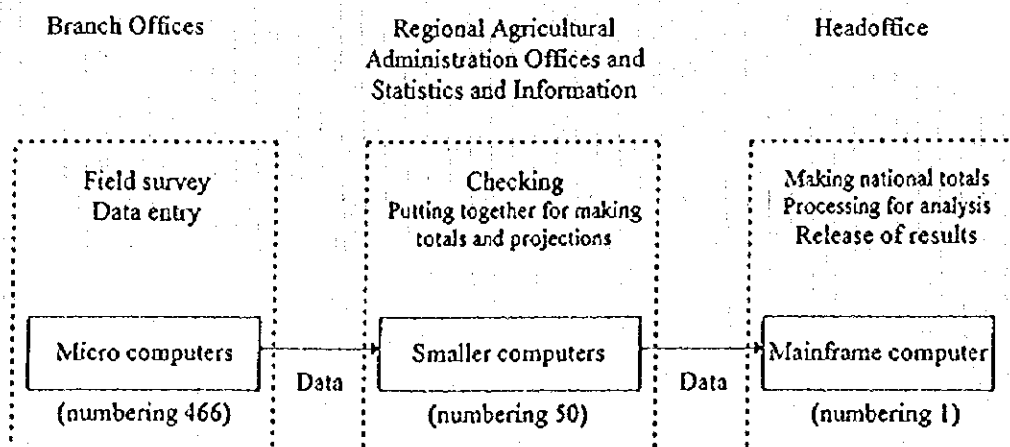 Branch Offices
Regional Agricultural
Administration Offices and
Statistics and Information
Headoffice
Field survey
Data entry
Checking
Putting together for making
totals and projections
Making national totals
Processing for analysis
Release of results
Micro computers
Data
Smaller computers
Data
Mainframe computer
(numbering 466)
(numbering 50)
(numbering 1)